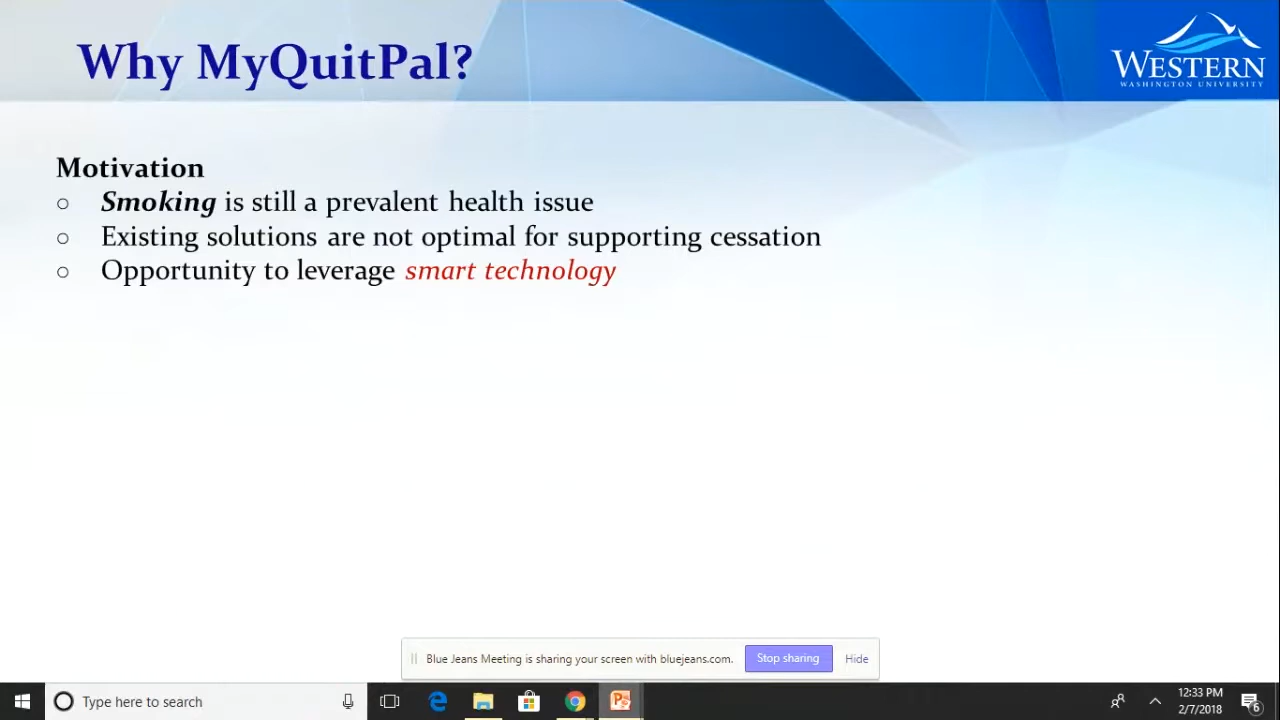 Why MyQuitPal?
WESTERN
WASHINGTON UNIVERSITY
Motivation
○ Smoking is still a prevalent health issue
○ Existing solutions are not optimal for supporting cessation
○ Opportunity to leverage smart technology
Blue Jeans Meeting is sharing your screen with bluejeans.com. Stop sharing Hide
Type here to search
12:33 PM
2/7/2018
6